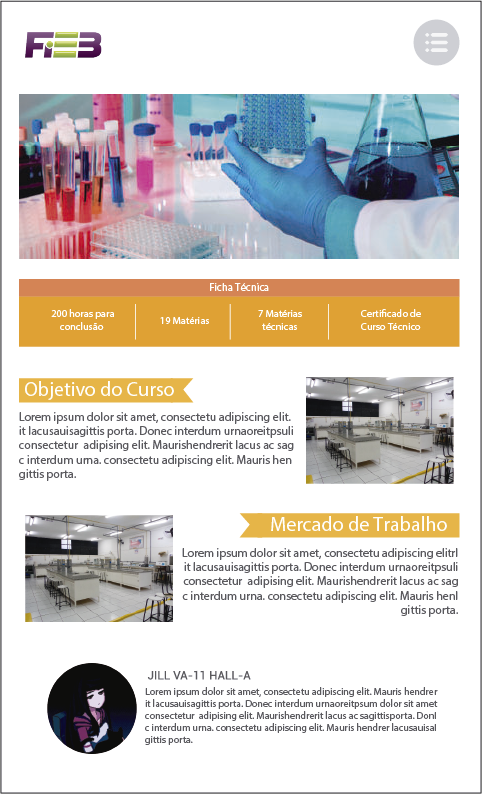 FIEB
Ficha Técnica
200 horas para
conclusão
19 Matérias
7 Matérias
técnicas
Certificado de
Curso Técnico
Objetivo do Curso
Lorem ipsum dolor sit amet, consectetu adipiscing elit.
it lacusauisagittis porta. Donec interdum urnaoreitpsuli
consectetur adipising elit. Maurishendrerit lacus ac sag
c interdum urna. consectetu adipiscing elit. Mauris hen
gittis porta.
Mercado de Trabalho
Lorem ipsum dolor sit amet, consectetu adipiscing elitrl
it lacusauisagittis porta. Donec interdum urnaoreitpsuli
consectetur adipising elit. Maurishendrerit lacus ac sag
c interdum urna. consectetu adipiscing elit. Mauris henl
gittis porta.
JILL VA-11 HALL-A
Lorem ipsum dolor sit amet, consectetu adipiscing elit. Mauris hendrer
it lacusauisagittis porta. Donec interdum urnaoreitpsum dolor sit amet
consectetur adipising elit. Maurishendrerit lacus ac sagittisporta. Donl
c interdum urna. consectetu adipiscing elit. Mauris hendrer lacusauisal
gittis porta.